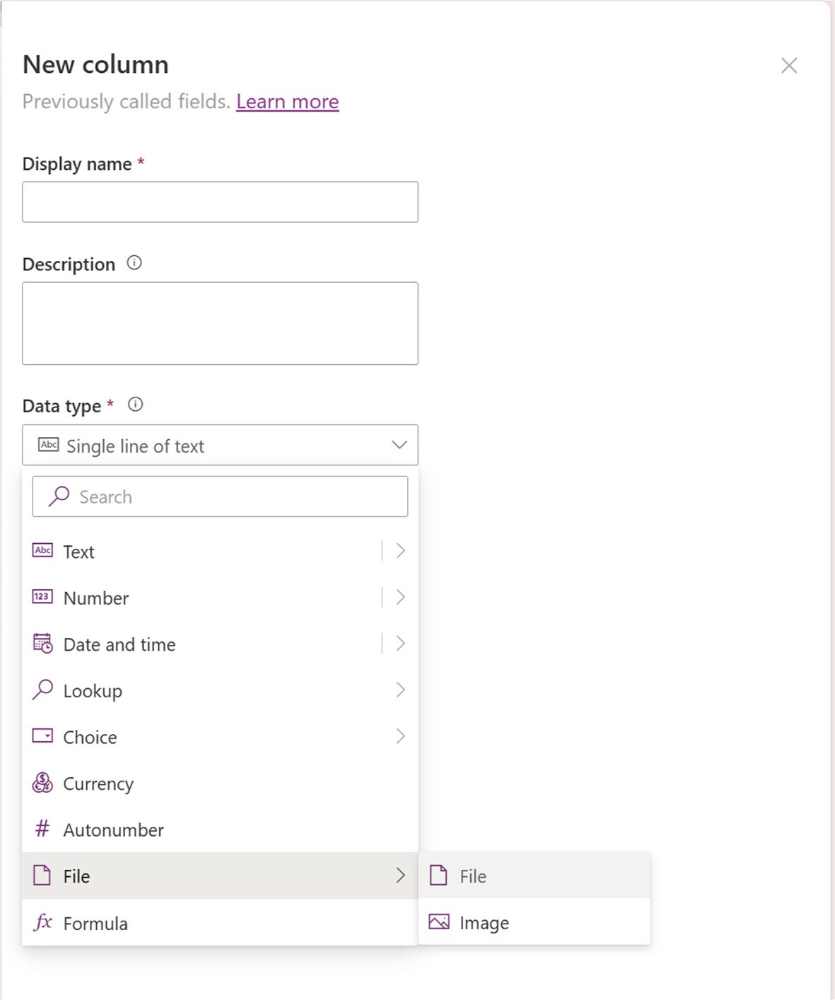 New column
Previously called fields. Learn more
Display name *
Description
Data type *
Abc Single line of text
Search
Abc Text
123 Number
Date and time
Lookup
Choice
Currency
# Autonumber
File File
fx Formula Image